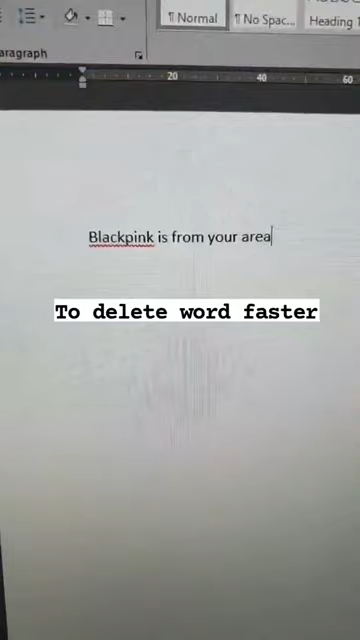 ¶ Normal
¶ No Spac...
Heading 1
aragraph
20
40
60
Blackpink is from your area
To delete word faster